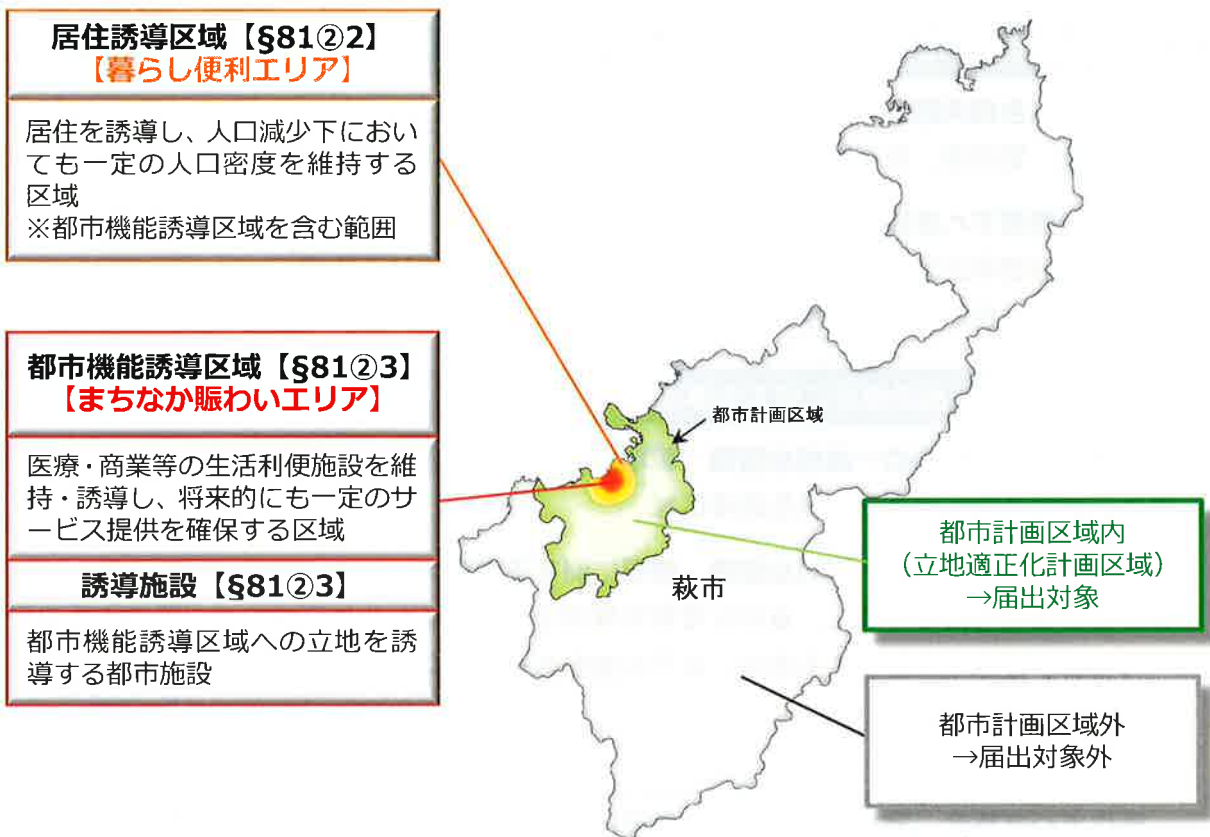 居住誘導区域【§81②2】
【暮らし便利エリア】
居住を誘導し、人口減少下におい
ても一定の人口密度を維持する
区域
※都市機能誘導区域を含む範囲
都市機能誘導区域【§81②3】
【まちなか賑わいエリア】
医療・商業等の生活利便施設を維
持・誘導し、将来的にも一定のサ
ービス提供を確保する区域
誘導施設【§81②3】
都市機能誘導区域への立地を誘
導する都市施設
都市計画区域
萩市
都市計画区域内
（立地適正化計画区域）
→届出対象
都市計画区域外
→届出対象外